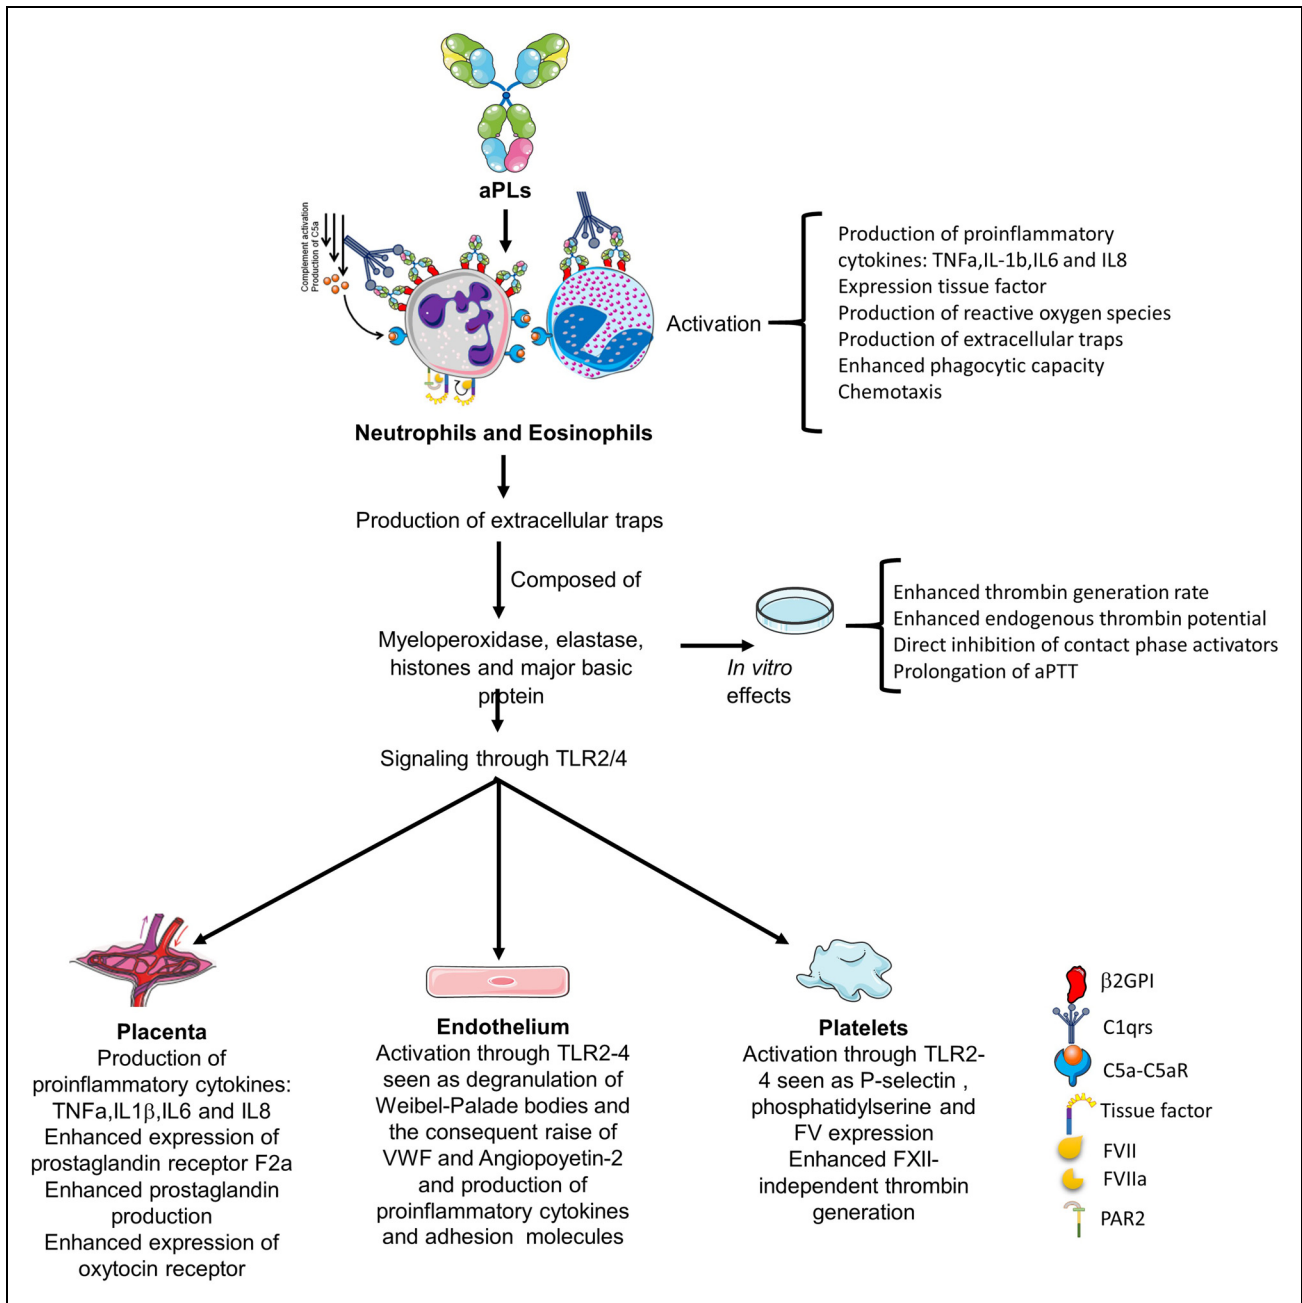 aPLs
Complement activation
Production of C5a
Activation
Production of proinflammatory
cytokines: TNFa,IL-1b,IL6 and IL8
Expression tissue factor
Production of reactive oxygen species
Production of extracellular traps
Enhanced phagocytic capacity
Chemotaxis
Neutrophils and Eosinophils
Production of extracellular traps
Composed of
Myeloperoxidase, elastase,
histones and major basic
protein
In vitro
effects
Enhanced thrombin generation rate
Enhanced endogenous thrombin potential
Direct inhibition of contact phase activators
Prolongation of aPTT
Signaling through TLR2/4
Placenta
Production of
proinflammatory cytokines:
TNFa,IL1β,IL6 and IL8
Enhanced expression of
prostaglandin receptor F2a
Enhanced prostaglandin
production
Enhanced expression of
oxytocin receptor
Endothelium
Activation through TLR2-4
seen as degranulation of
Weibel-Palade bodies and
the consequent raise of
VWF and Angiopoyetin-2
and production of
proinflammatory cytokines
and adhesion molecules
Platelets
Activation through TLR2-
4 seen as P-selectin ,
phosphatidylserine and
FV expression
Enhanced FXII-
independent thrombin
generation
β2GPI
C1qrs
C5a-C5aR
Tissue factor
FVII
FVIIa
PAR2